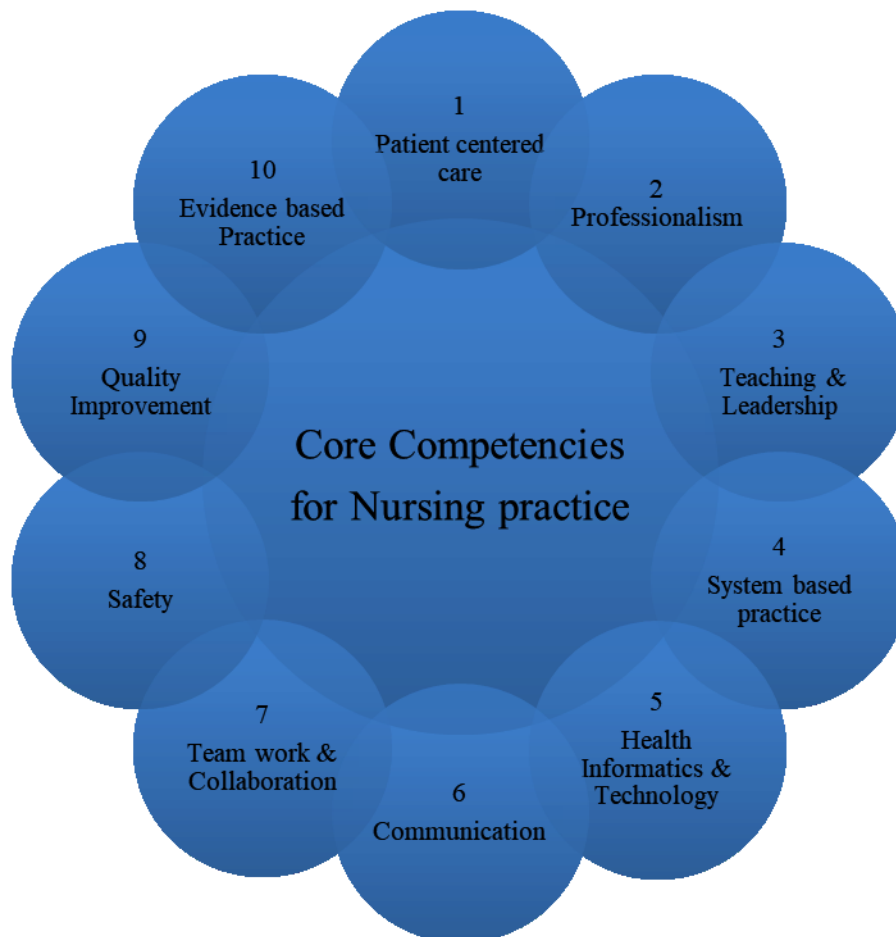 1
Patient centered
care
2
Professionalism
3
Teaching &
Leadership
4
System based
practice
5
Health
Informatics &
Technology
6
Communication
7
Team work &
Collaboration
8
Safety
9
Quality
Improvement
10
Evidence based
Practice
Core Competencies
for Nursing practice